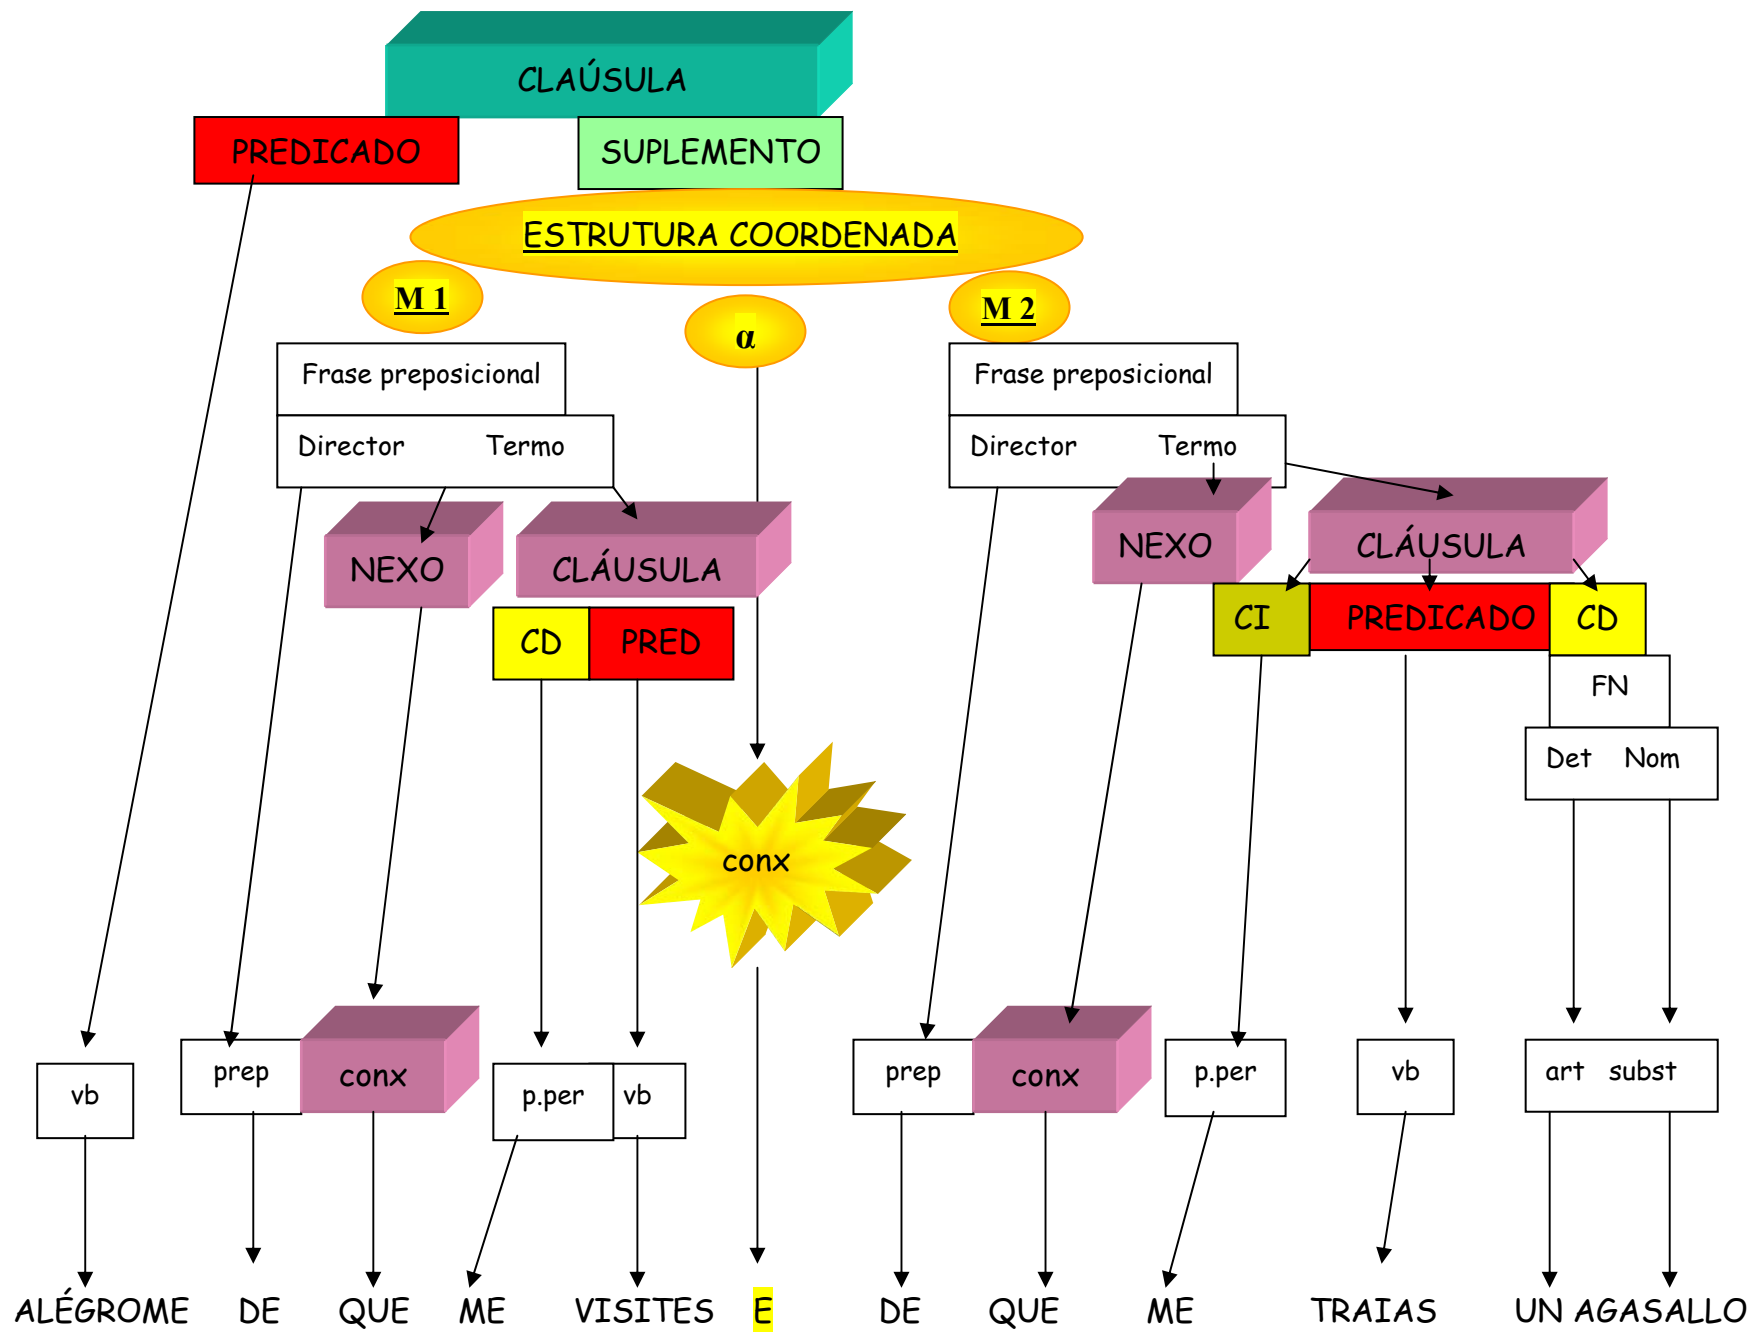 CLAÚSULA
PREDICADO SUPLEMENTO
ESTRUTURA COORDENADA
M 1 α M 2
Frase preposicional Frase preposicional
Director Termo Director Termo
NEXO CLÁUSULA NEXO CLÁUSULA
CD PRED CI PREDICADO CD
FN
Det Nom
conx
vb prep conx p.per vb prep conx p.per vb art subst
ALÉGROME DE QUE ME VISITES E DE QUE ME TRAIAS UN AGASALLO